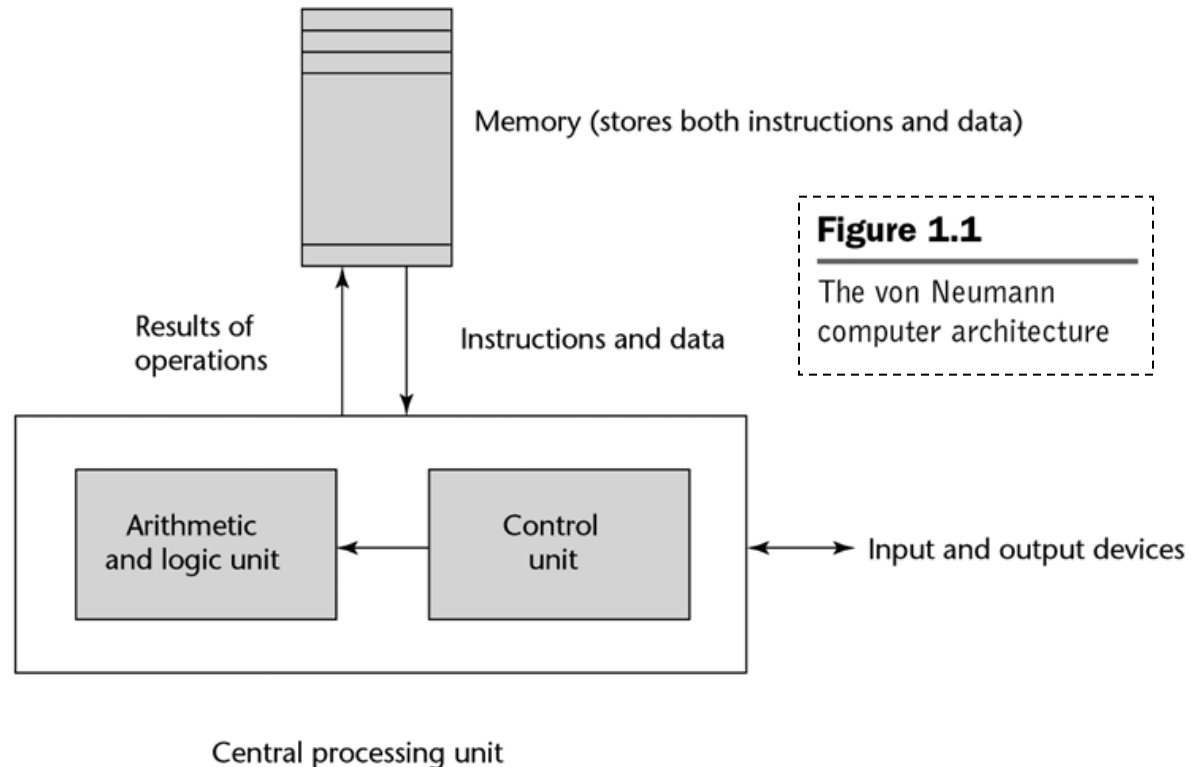 Memory (stores both instructions and data)
Figure 1.1
The von Neumann
computer architecture
Results of
operations
Instructions and data
Arithmetic
and logic unit
Control
unit
Input and output devices
Central processing unit